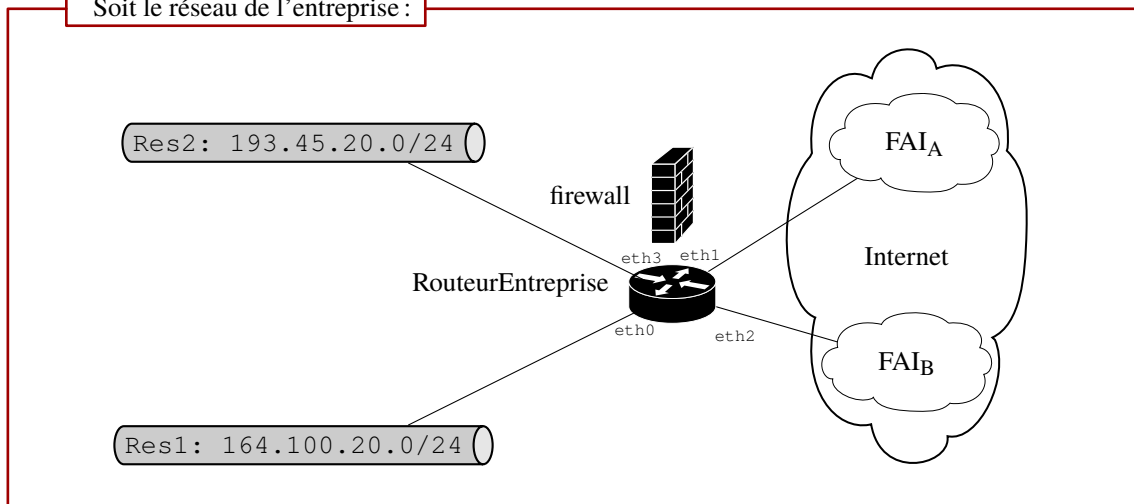 Soit le réseau de l'entreprise :
Res2: 193.45.20.0/24
FAIA
firewall
eth3
eth1
Internet
RouteurEntreprise
eth0
eth2
FAIB
Res1: 164.100.20.0/24